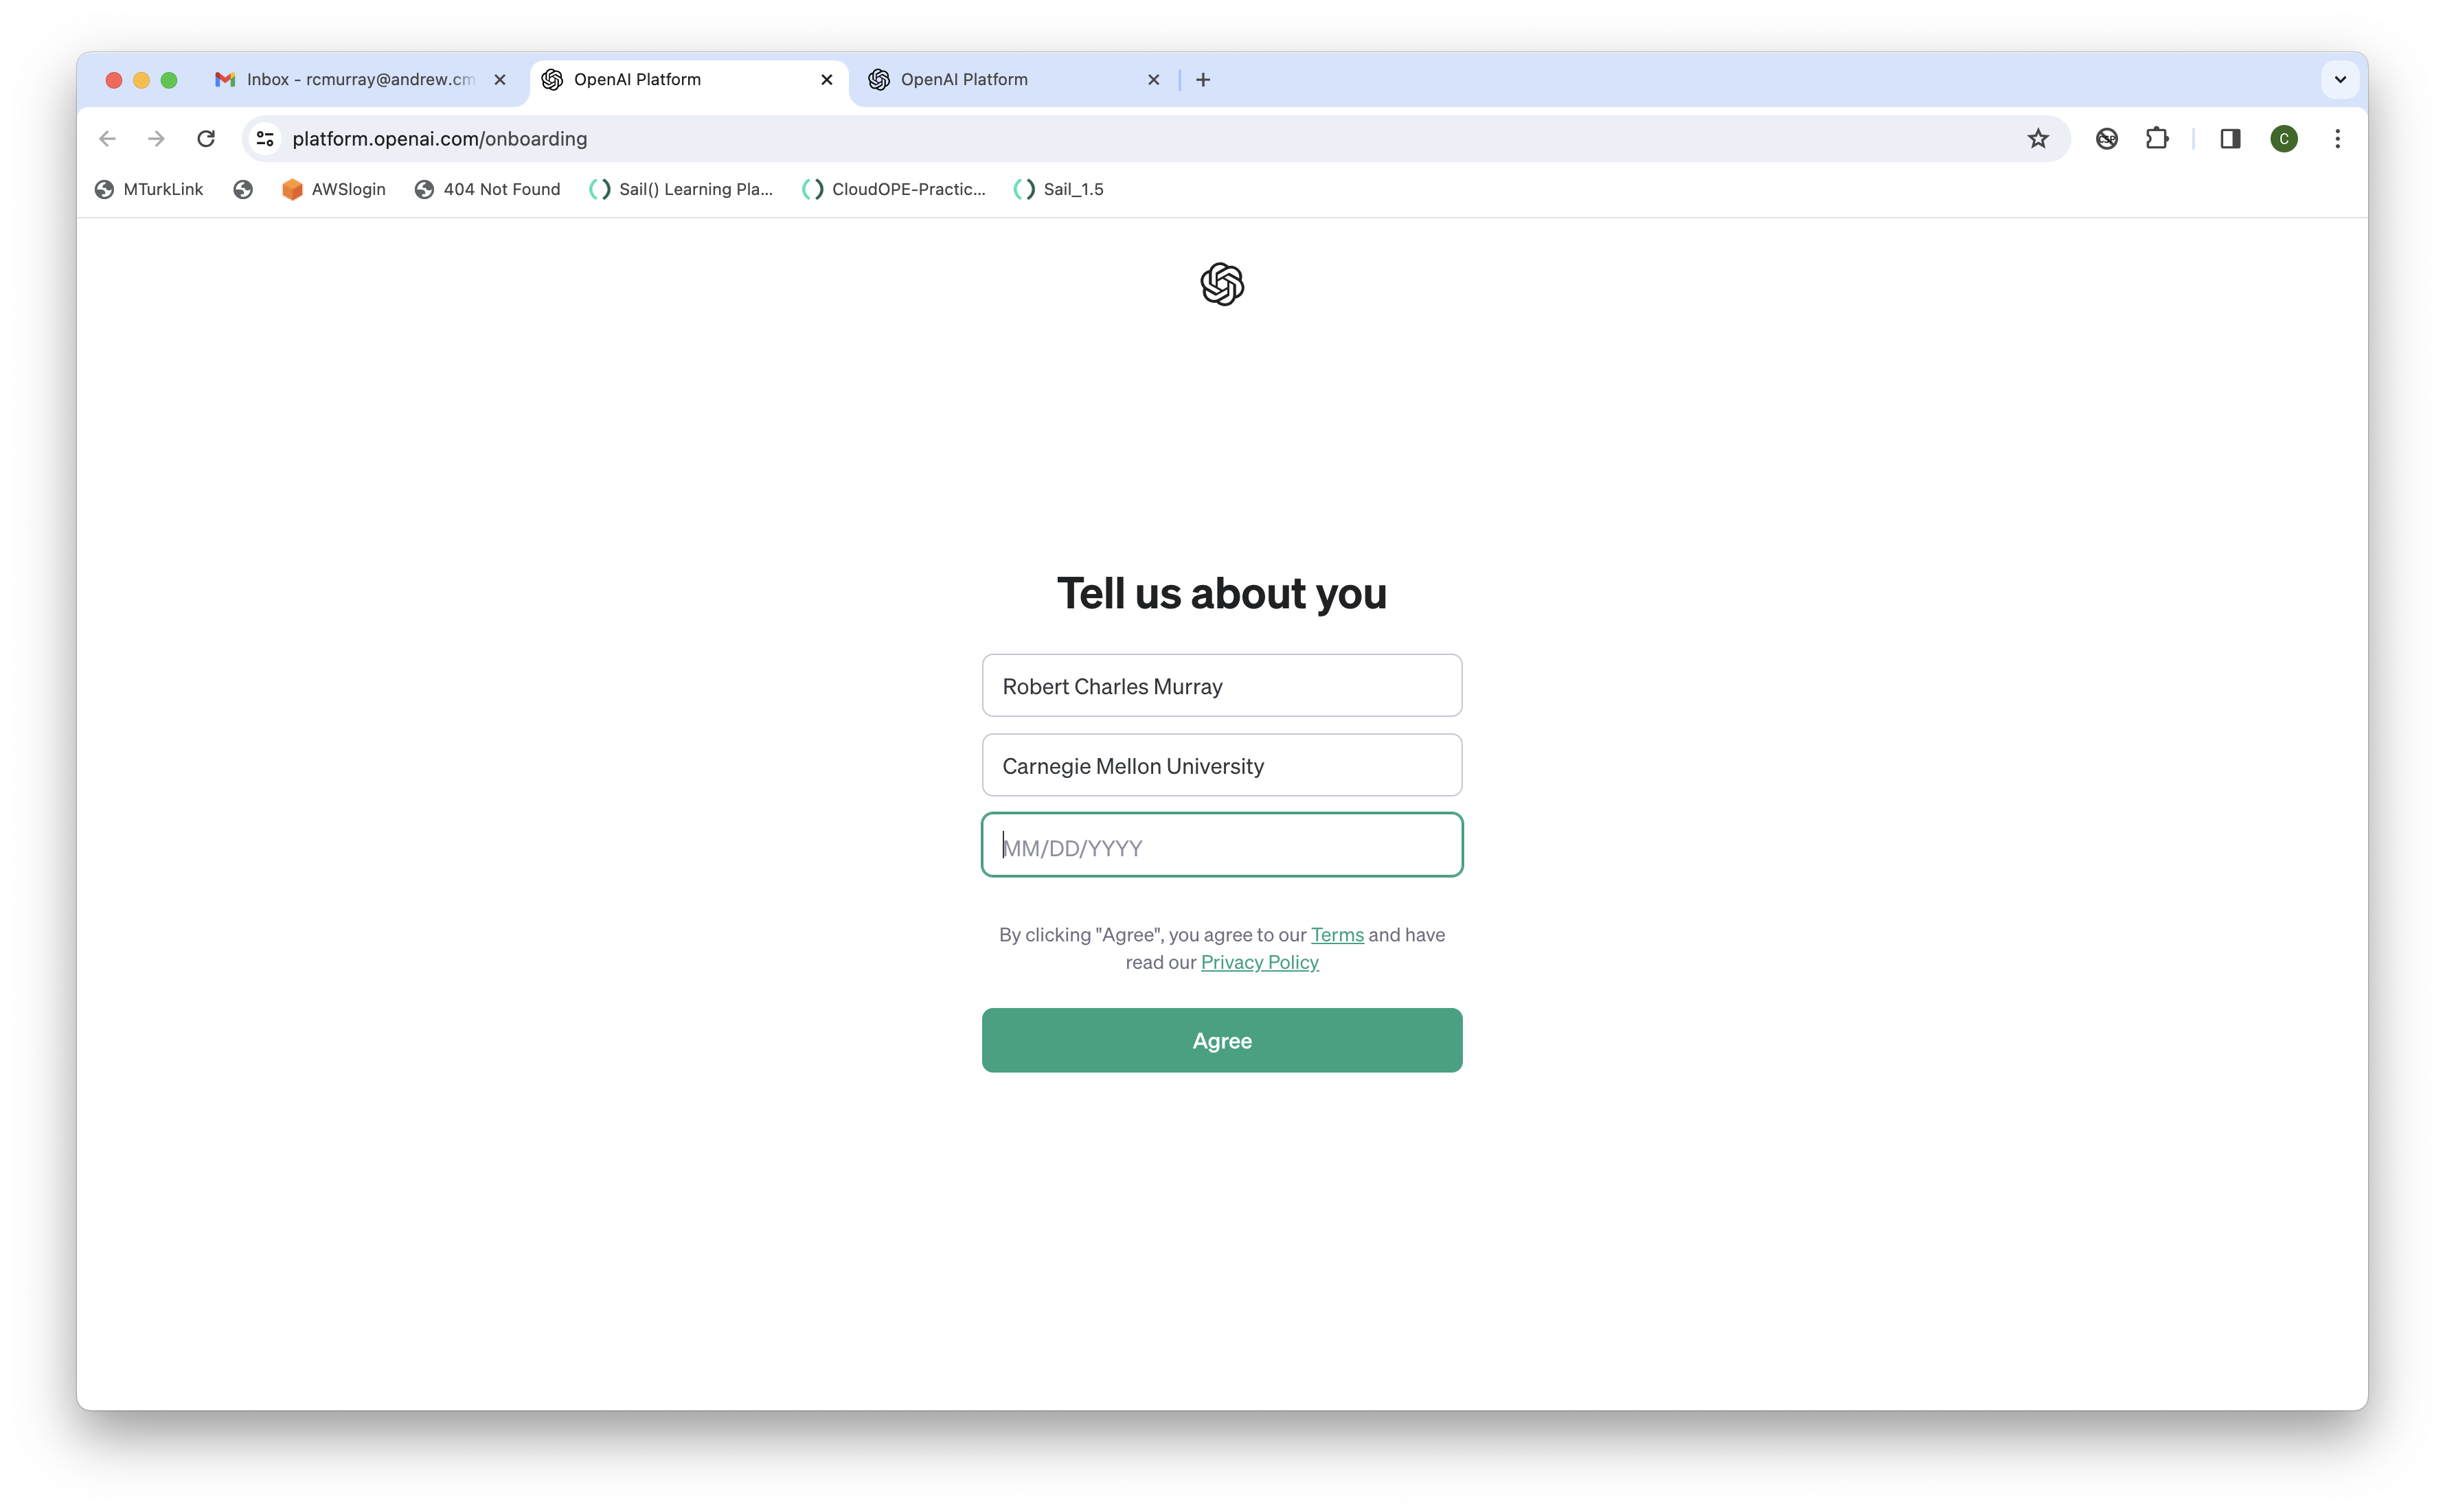 Inbox - rcmurray@andrew.cm
OpenAI Platform
OpenAI Platform
platform.openai.com/onboarding
CSP
C
MTurkLink
AWSlogin
404 Not Found
Sail() Learning Pla...
CloudOPE-Practic...
Sail_1.5
Tell us about you
Robert Charles Murray
Carnegie Mellon University
MM/DD/YYYY
By clicking "Agree", you agree to our Terms and have
read our Privacy Policy
Agree